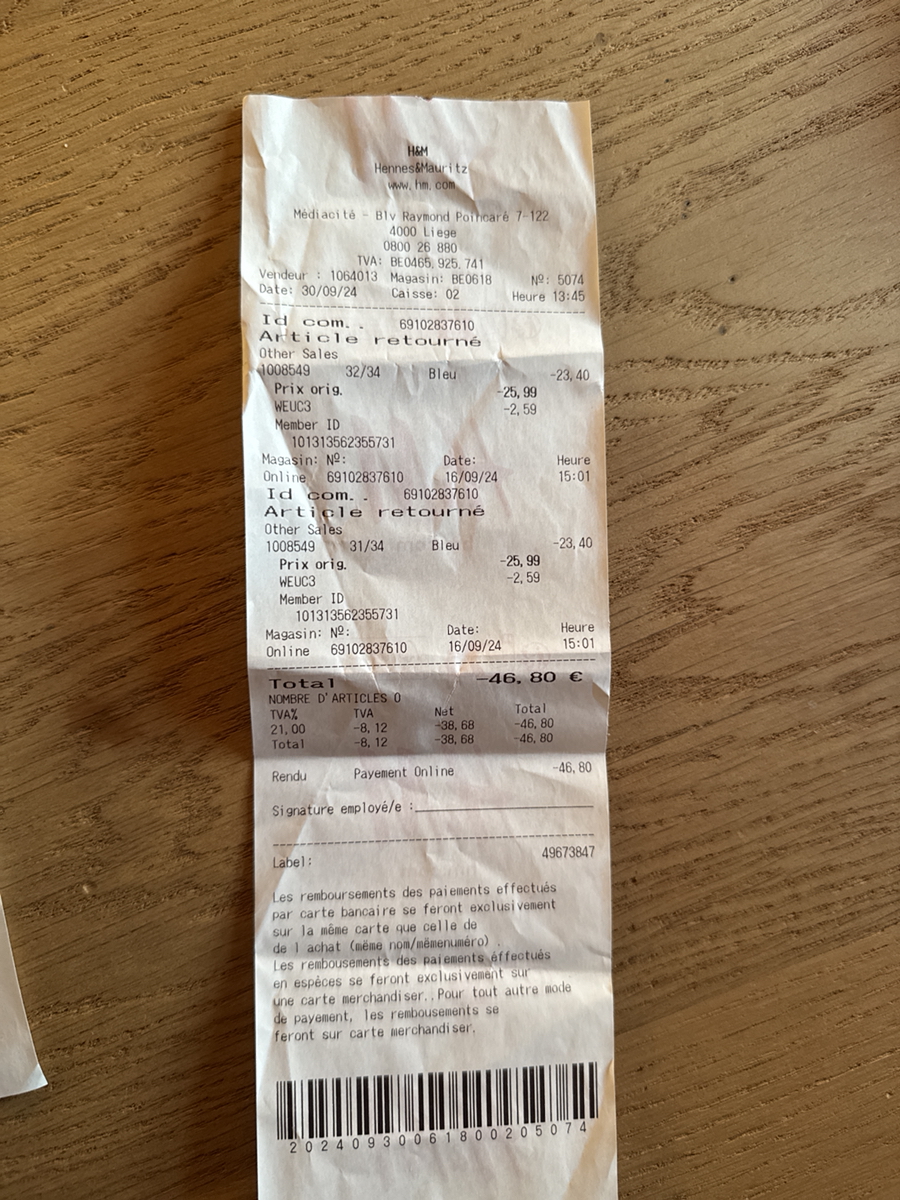 H&M
Hennes&Mauritz
www.hm.com
Médiacité - Blv Raymond Poincaré 7-122
4000 Liege
0800 26 880
TVA: BE0465.925.741
Vendeur : 1064013 Magasin: BE0618 Nº: 5074
Date: 30/09/24 Caisse: 02 Heure 13:45
Id com.. 69102837610
Article retourné
Other Sales
1008549 32/34 Bleu -23,40
Prix orig. -25,99
WEUC3 -2,59
Member ID
101313562355731
Magasin: Nº: Date: Heure
Online 69102837610 16/09/24 15:01
Id com.. 69102837610
Article retourné
Other Sales
1008549 31/34 Bleu -23,40
Prix orig. -25,99
WEUC3 -2,59
Member ID
101313562355731
Magasin: Nº: Date: Heure
Online 69102837610 16/09/24 15:01
Total -46,80 €
NOMBRE D'ARTICLES 0
TVA% TVA Net Total
21,00 -8,12 -38,68 -46,80
Total -8,12 -38,68 -46,80
Rendu Payement Online -46,80
Signature employé/e :
Label: 49673847
Les remboursements des paiements effectués
par carte bancaire se feront exclusivement
sur la même carte que celle de
de l achat (même nom/mêmenuméro) .
Les rembousements des paiements éffectués
en espèces se feront exclusivement sur
une carte merchandiser..Pour tout autre mode
de payement, les rembousements se
feront sur carte merchandiser.
2024093006180020​5074